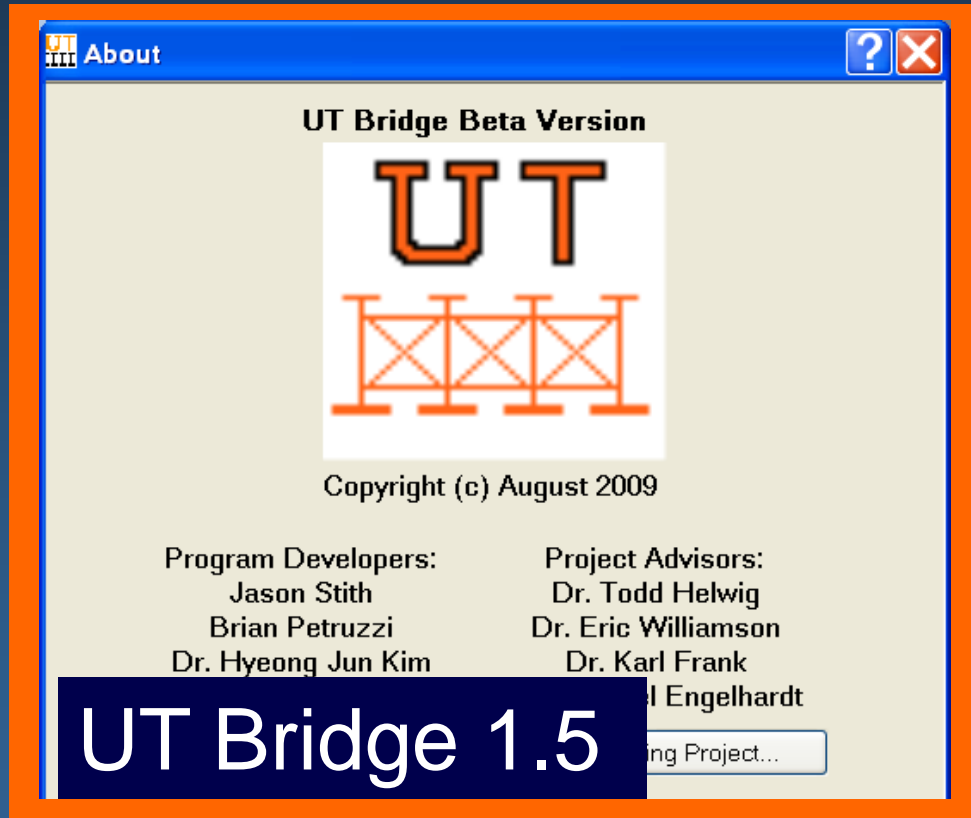 About
UT Bridge Beta Version
UT
Copyright (c) August 2009
Program Developers:
Jason Stith
Brian Petruzzi
Dr. Hyeong Jun Kim
Project Advisors:
Dr. Todd Helwig
Dr. Eric Williamson
Dr. Karl Frank
Engelhardt
Project...
UT Bridge 1.5